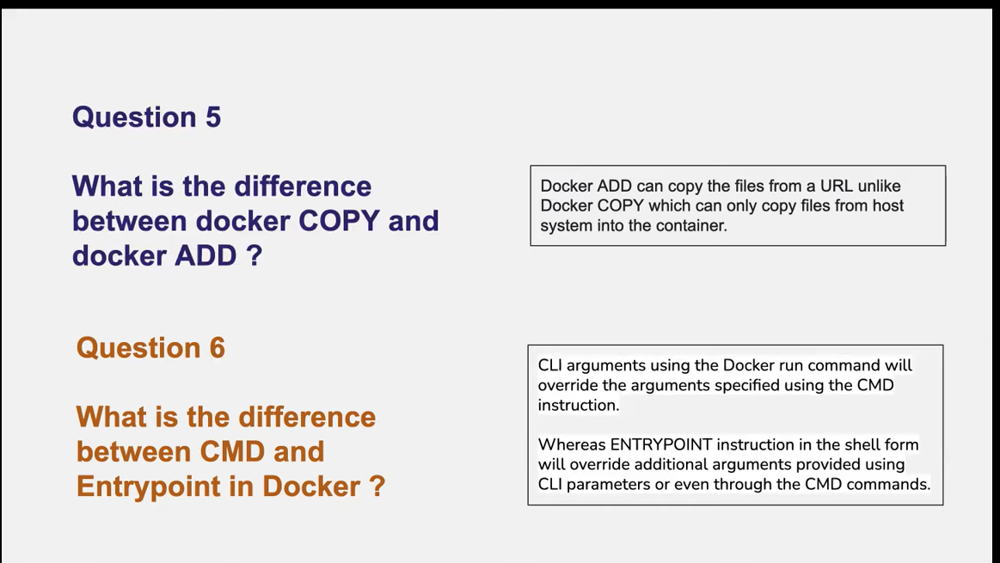 Question 5
What is the difference
between docker COPY and
docker ADD ?
Docker ADD can copy the files from a URL unlike
Docker COPY which can only copy files from host
system into the container.
Question 6
What is the difference
between CMD and
Entrypoint in Docker ?
CLI arguments using the Docker run command will
override the arguments specified using the CMD
instruction.
Whereas ENTRYPOINT instruction in the shell form
will override additional arguments provided using
CLI parameters or even through the CMD commands.